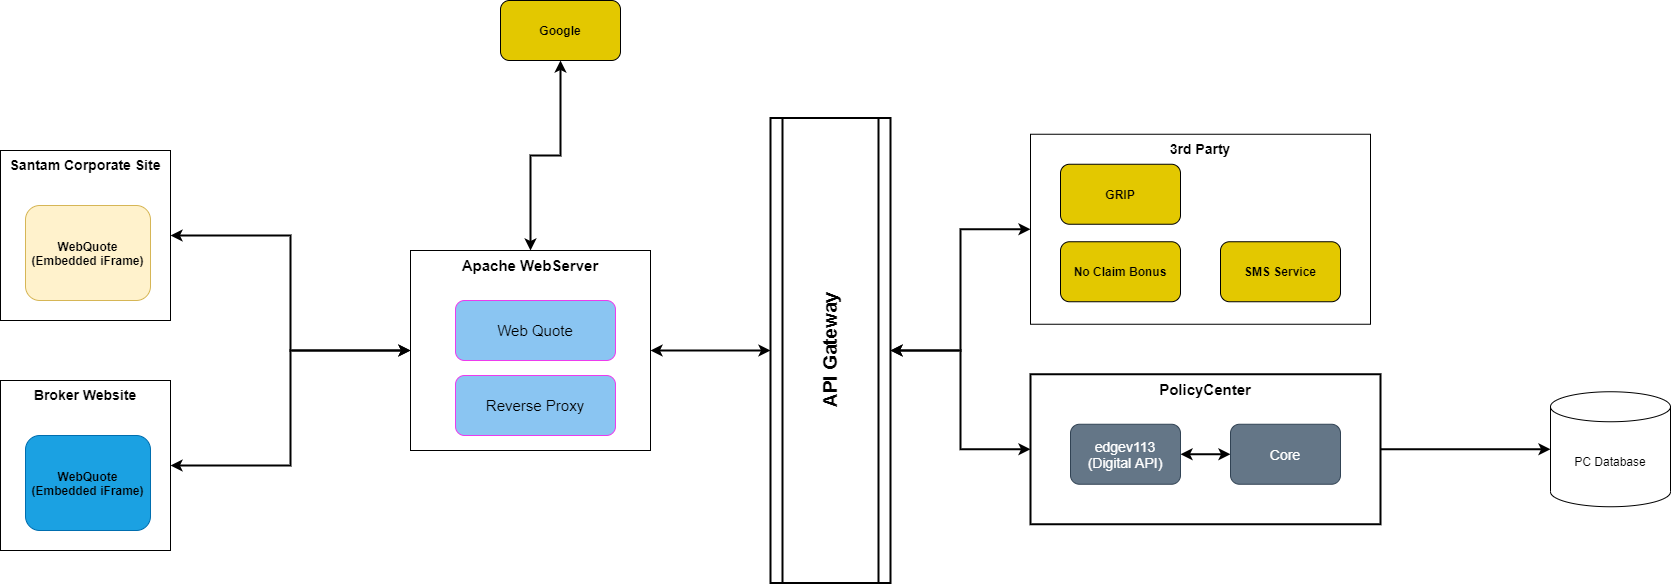 Google
Santam Corporate Site
WebQuote
(Embedded iFrame)
Broker Website
WebQuote
(Embedded iFrame)
Apache WebServer
Web Quote
Reverse Proxy
API Gateway
3rd Party
GRIP
No Claim Bonus
SMS Service
PolicyCenter
edgev113
(Digital API)
Core
PC Database